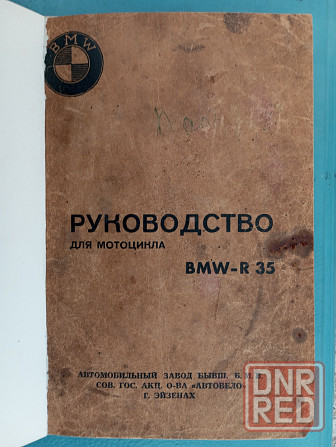 BMW
РУКОВОДСТВО
ДЛЯ МОТОЦИКЛА
BMW-R 35
АВТОМОБИЛЬНЫЙ ЗАВОД БЫВШ. Б.М.В.
СОВ. ГОС. АКЦ. О-ВА «АВТОВЕЛО»
Г. ЭЙЗЕНАХ
DNR
RED